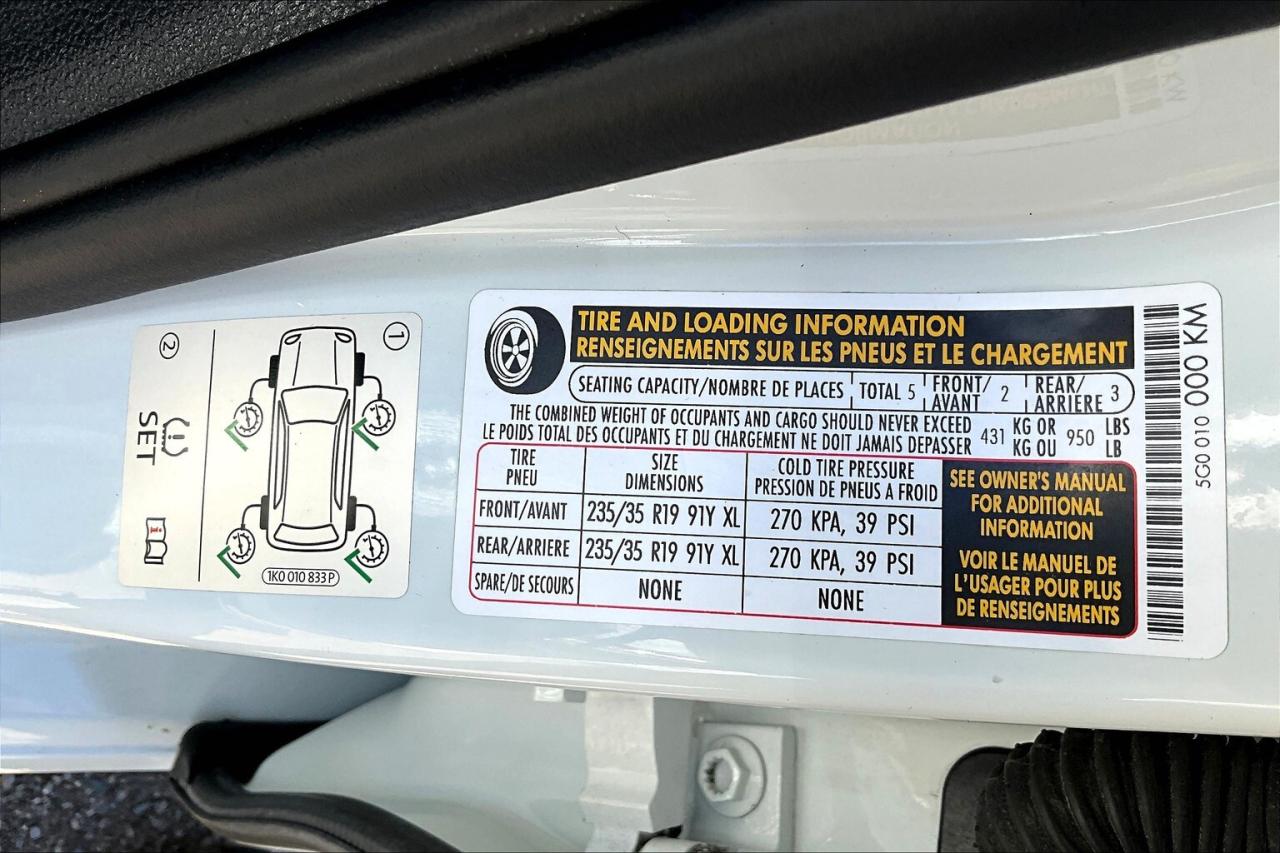 2
1
SET
i
1K0 010 833 P
TIRE AND LOADING INFORMATION
RENSEIGNEMENTS SUR LES PNEUS ET LE CHARGEMENT
SEATING CAPACITY/NOMBRE DE PLACES TOTAL 5 FRONT/AVANT 2 REAR/ARRIERE 3
THE COMBINED WEIGHT OF OCCUPANTS AND CARGO SHOULD NEVER EXCEED 431 KG OR 950 LBS
LE POIDS TOTAL DES OCCUPANTS ET DU CHARGEMENT NE DOIT JAMAIS DEPASSER KG OU LB
TIRE SIZE COLD TIRE PRESSURE
PNEU DIMENSIONS PRESSION DE PNEUS A FROID
FRONT/AVANT 235/35 R19 91Y XL 270 KPA, 39 PSI
REAR/ARRIERE 235/35 R19 91Y XL 270 KPA, 39 PSI
SPARE/DE SECOURS NONE NONE
SEE OWNER'S MANUAL
FOR ADDITIONAL
INFORMATION
VOIR LE MANUEL DE
L'USAGER POUR PLUS
DE RENSEIGNEMENTS
5G0 010 000 KM